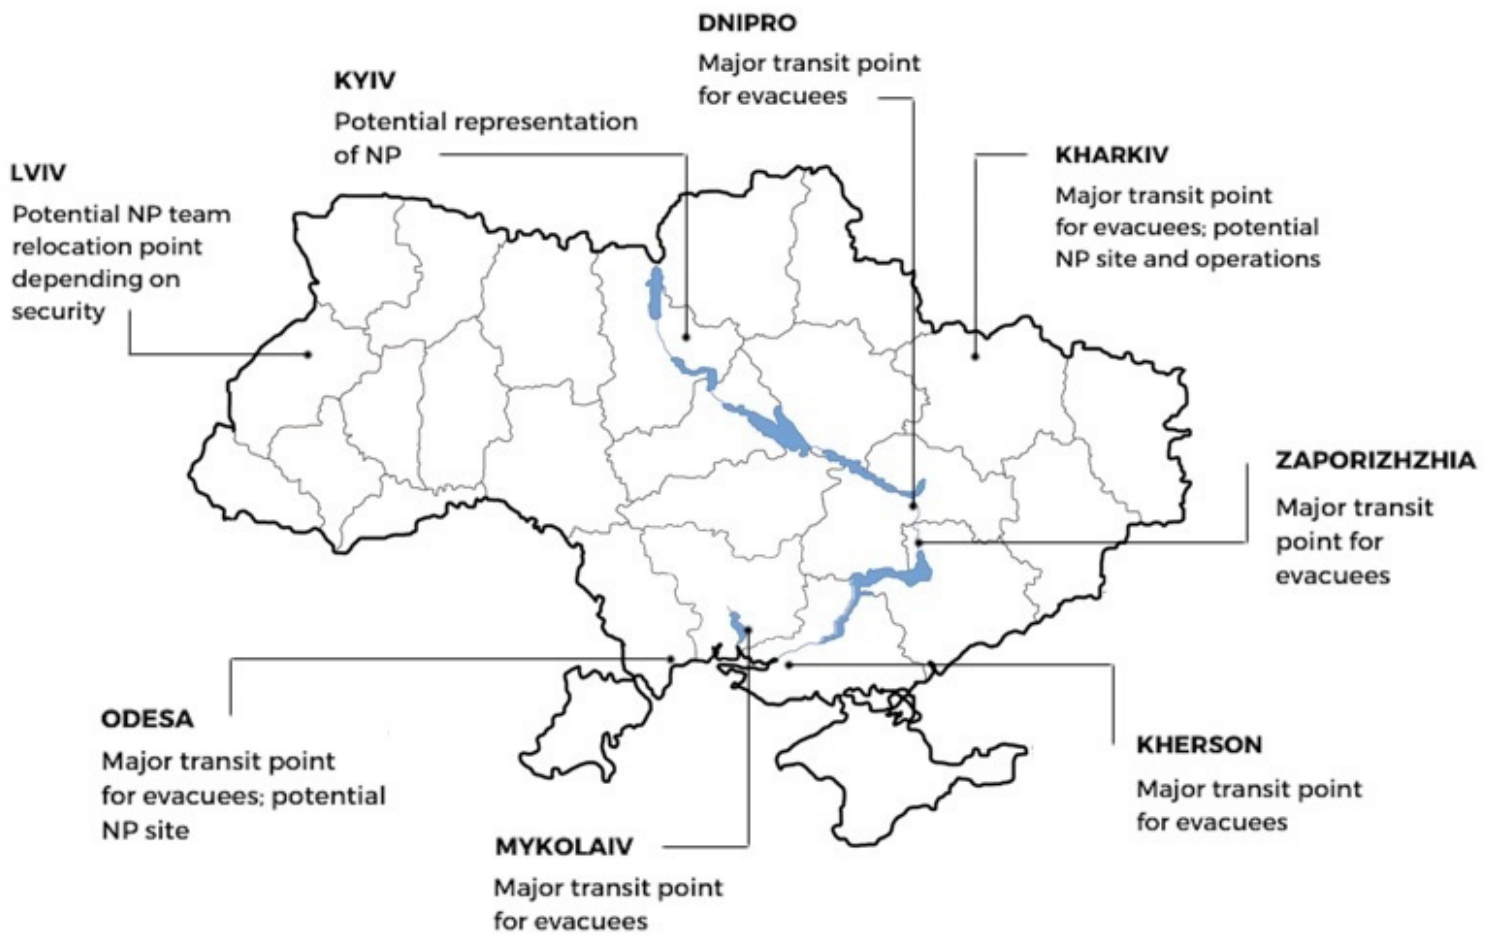 DNIPRO
Major transit point
for evacuees
KYIV
Potential representation
of NP
KHARKIV
Major transit point
for evacuees; potential
NP site and operations
LVIV
Potential NP team
relocation point
depending on
security
ZAPORIZHZHIA
Major transit
point for
evacuees
ODESA
Major transit point
for evacuees; potential
NP site
KHERSON
Major transit point
for evacuees
MYKOLAIV
Major transit point
for evacuees